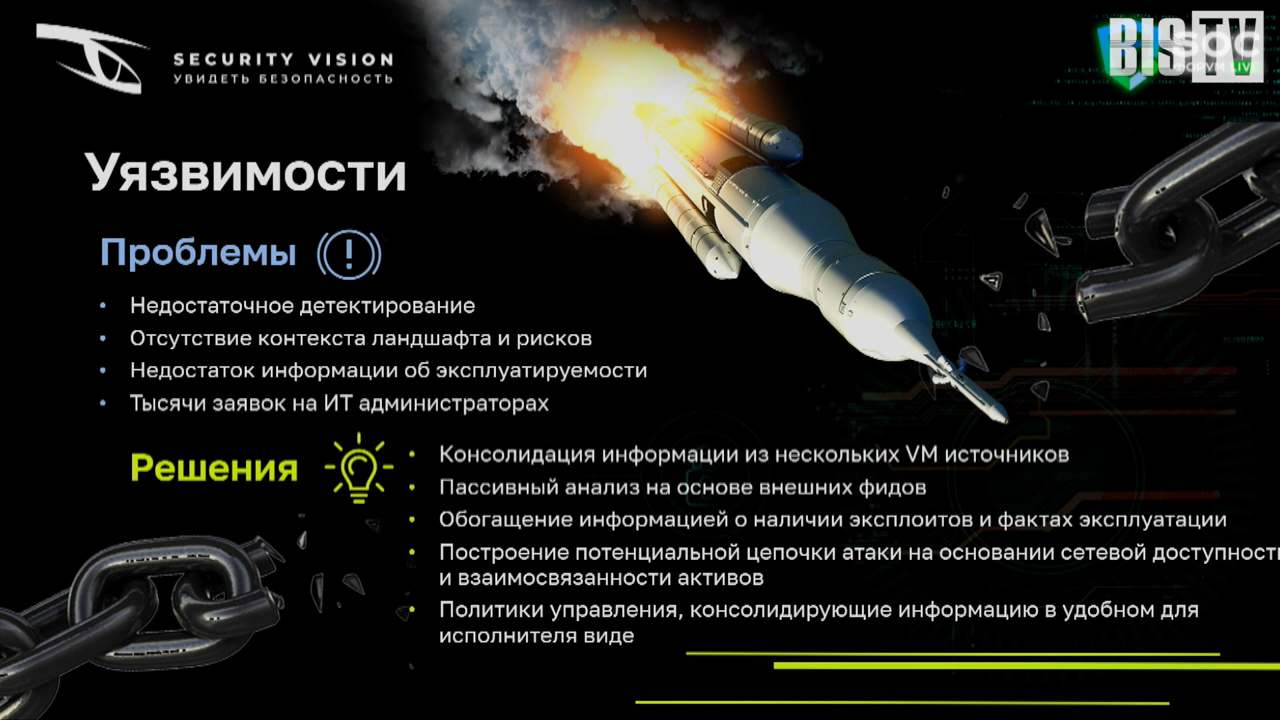 SECURITY VISION
УВИДЕТЬ БЕЗОПАСНОСТЬ
BIS TV
SOC
ФОРУМ LIVE
Уязвимости
Проблемы
• Недостаточное детектирование
• Отсутствие контекста ландшафта и рисков
• Недостаток информации об эксплуатируемости
• Тысячи заявок на ИТ администраторах
Решения
• Консолидация информации из нескольких VM источников
• Пассивный анализ на основе внешних фидов
• Обогащение информацией о наличии эксплоитов и фактах эксплуатации
• Построение потенциальной цепочки атаки на основании сетевой доступности
и взаимосвязанности активов
• Политики управления, консолидирующие информацию в удобном для
исполнителя виде